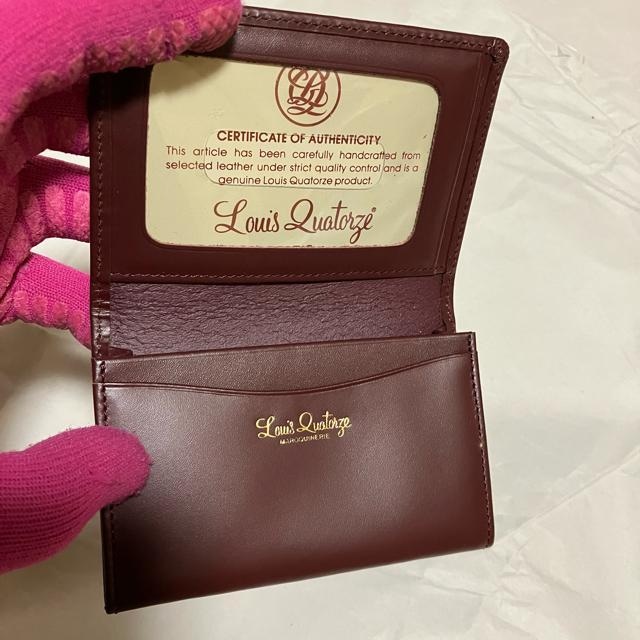 CERTIFICATE OF AUTHENTICITY
This article has been carefully handcrafted from
selected leather under strict quality control and is a
genuine Louis Quatorze product.
Louis Quatorze®
Louis Quatorze
MAROQUINERIE